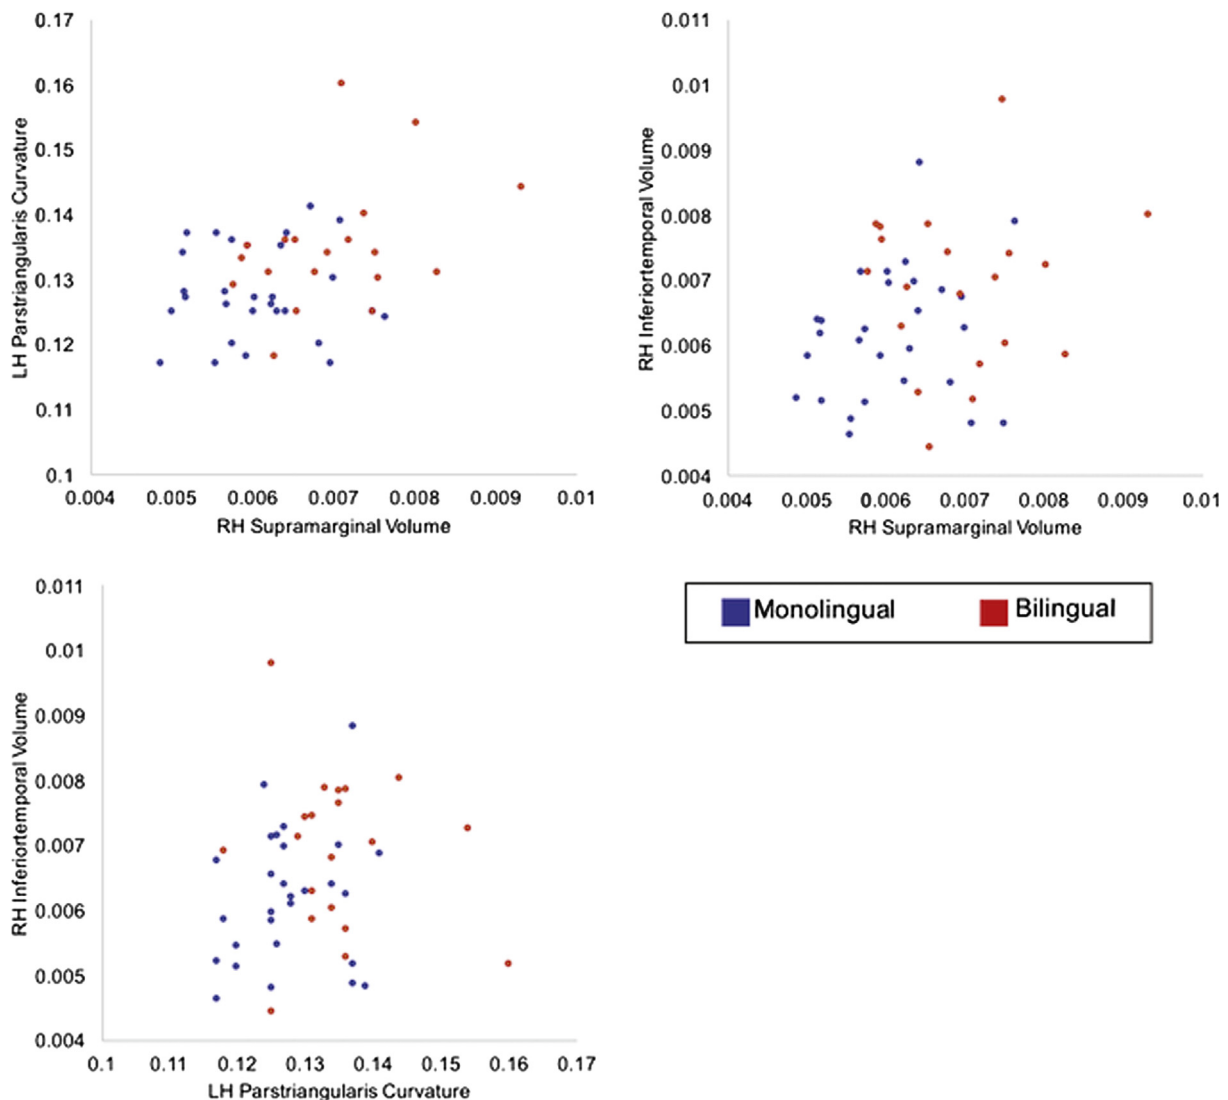 0.17
0.16
0.15
0.14
0.13
0.12
0.11
0.1
LH Parstriangularis Curvature
0.004 0.005 0.006 0.007 0.008 0.009 0.01
RH Supramarginal Volume
0.011
0.01
0.009
0.008
0.007
0.006
0.005
0.004
RH Inferiortemporal Volume
0.004 0.005 0.006 0.007 0.008 0.009 0.01
RH Supramarginal Volume
0.011
0.01
0.009
0.008
0.007
0.006
0.005
0.004
RH Inferiortemporal Volume
0.1 0.11 0.12 0.13 0.14 0.15 0.16 0.17
LH Parstriangularis Curvature
Monolingual Bilingual